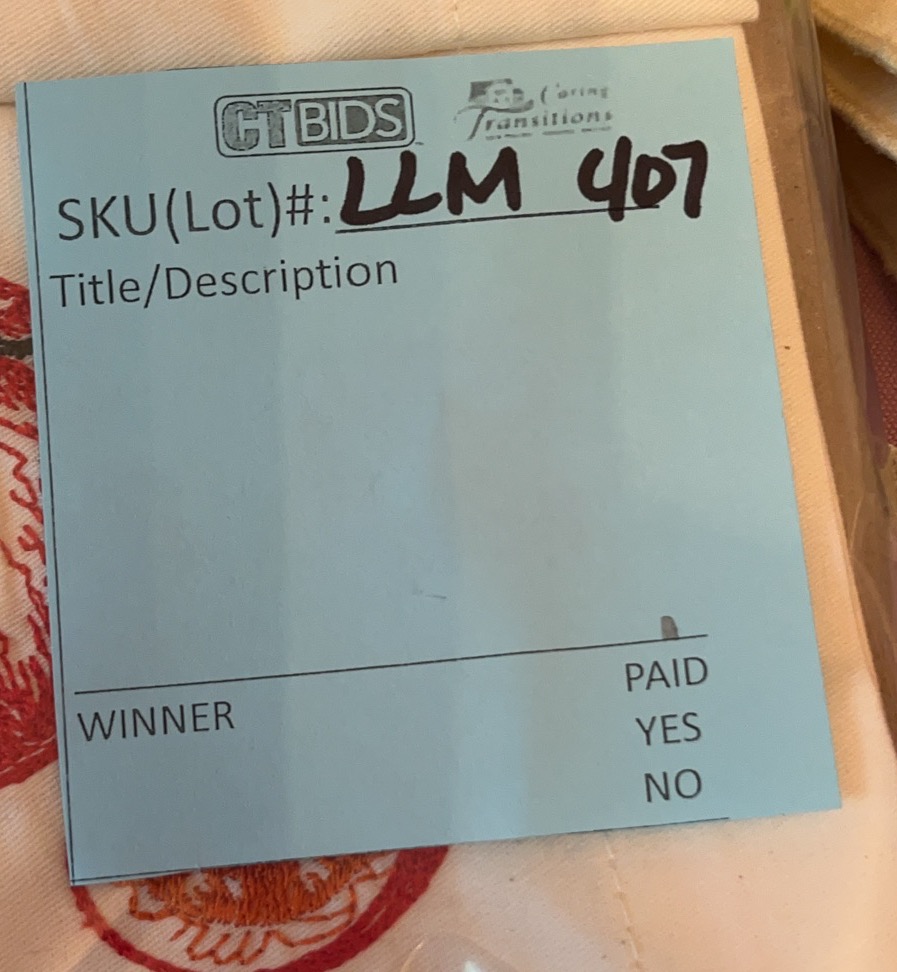 CTBIDS Caring Transitions
SKU(Lot)#: LLM 407
Title/Description
PAID
WINNER
YES
NO